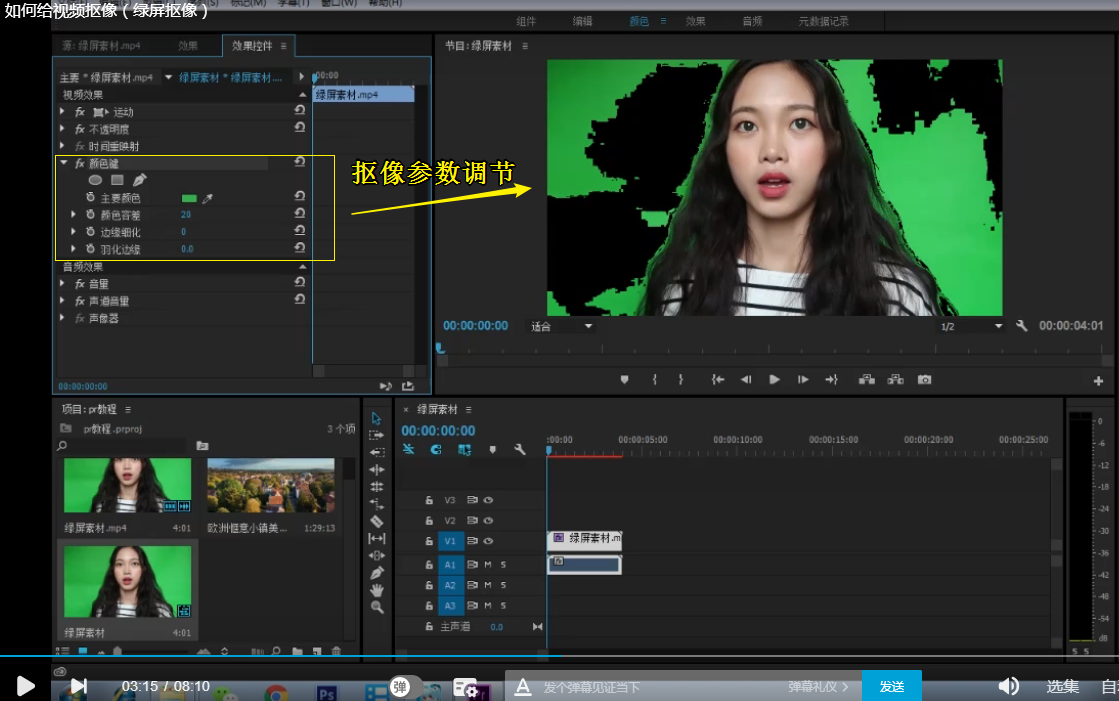 如何给视频抠像（绿屏抠像）
标记(M) 字幕(T) 窗口(W) 帮助(H)
组件 编辑 颜色 效果 音频 元数据记录
源: 绿屏素材.mp4 效果 效果控件
节目: 绿屏素材
主要 * 绿屏素材.mp4 绿屏素材 * 绿屏素材....
:00:00
视频效果
绿屏素材.mp4
fx 运动
fx 不透明度
fx 时间重映射
fx 颜色键
抠像参数调节
主要颜色
颜色容差 20
边缘细化 0
羽化边缘 0.0
音频效果
fx 音量
fx 声道音量
fx 声像器
00:00:00:00 适合 1/2 00:00:04:01
00:00:00:00
项目: pr教程
pr教程.prproj 3 个项
绿屏素材.mp4 4:01
欧洲惬意小镇美... 1:29:13
绿屏素材 4:01
× 绿屏素材
00:00:00:00
:00:00 00:00:05:00 00:00:10:00 00:00:15:00 00:00:20:00 00:00:25:00
V3
V2
V1 fx 绿屏素材.m
A1 M S fx
A2 M S
A3 M S
主声道 0.0
0
-6
-12
-18
-24
-30
-36
-42
-48
-54
dB
S S
03:15 / 08:10 弹 A 发个弹幕见证当下 弹幕礼仪 发送 选集
Ps
Pr